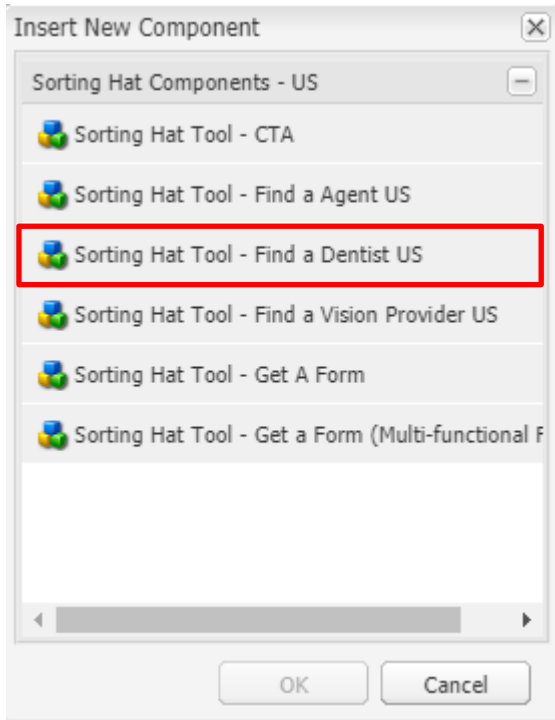 Insert New Component
Sorting Hat Components - US
Sorting Hat Tool - CTA
Sorting Hat Tool - Find a Agent US
Sorting Hat Tool - Find a Dentist US
Sorting Hat Tool - Find a Vision Provider US
Sorting Hat Tool - Get A Form
Sorting Hat Tool - Get a Form (Multi-functional F
OK Cancel